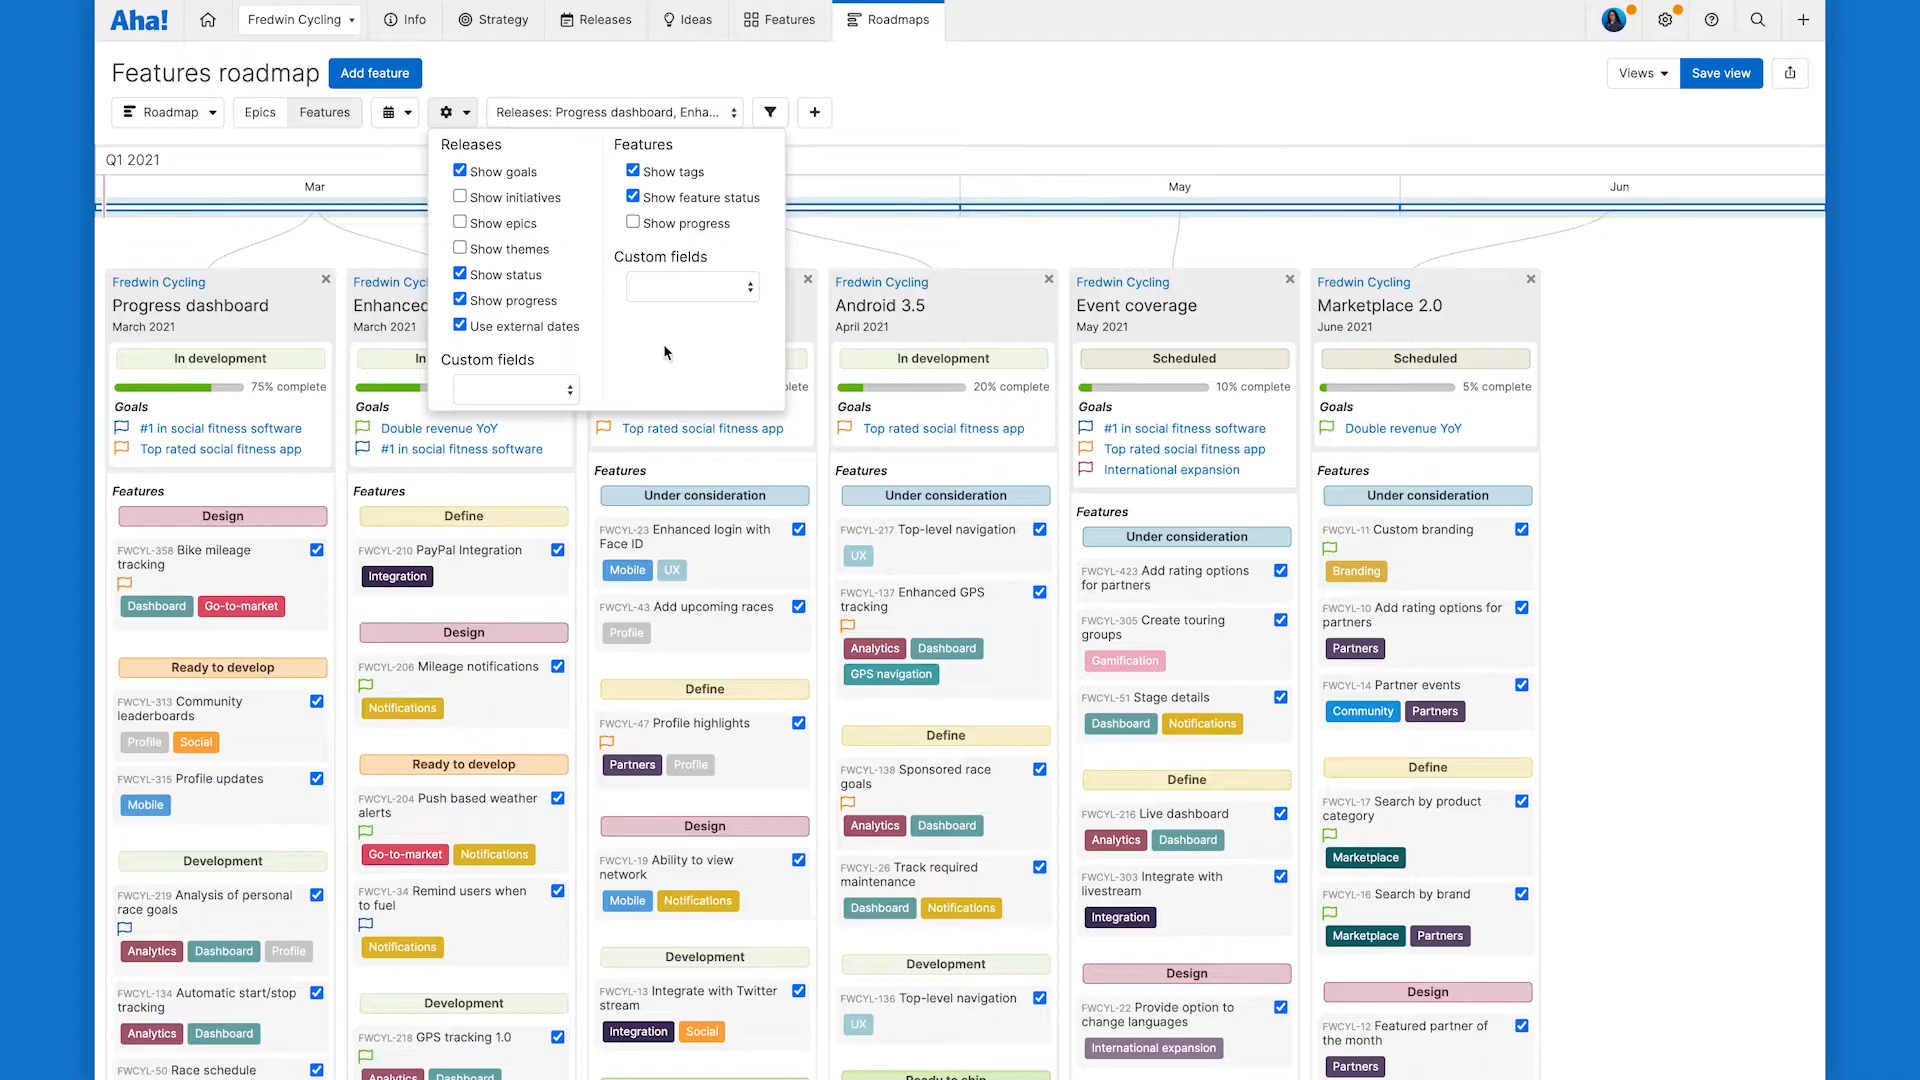 Aha!
Fredwin Cycling
Info
Strategy
Releases
Ideas
Features
Roadmaps
Features roadmap
Add feature
Views
Save view
Roadmap
Epics
Features
Releases: Progress dashboard, Enha...
Q1 2021
Mar
May
Jun
Releases
Show goals
Show initiatives
Show epics
Show themes
Show status
Show progress
Use external dates
Custom fields
Features
Show tags
Show feature status
Show progress
Custom fields
Fredwin Cycling
Progress dashboard
March 2021
In development
75% complete
Goals
#1 in social fitness software
Top rated social fitness app
Features
Design
FWCYL-358 Bike mileage
tracking
Dashboard
Go-to-market
Ready to develop
FWCYL-313 Community
leaderboards
Profile
Social
FWCYL-315 Profile updates
Mobile
Development
FWCYL-219 Analysis of personal
race goals
Analytics
Dashboard
Profile
FWCYL-134 Automatic start/stop
tracking
Analytics
Dashboard
FWCYL-50 Race schedule
Fredwin Cyc
Enhanced
March 2021
In
Goals
Double revenue YoY
#1 in social fitness software
Features
Define
FWCYL-210 PayPal Integration
Integration
Design
FWCYL-206 Mileage notifications
Notifications
Ready to develop
FWCYL-204 Push based weather
alerts
Go-to-market
Notifications
FWCYL-34 Remind users when
to fuel
Notifications
Development
FWCYL-218 GPS tracking 1.0
Analytics
Dashboard
lete
Top rated social fitness app
Features
Under consideration
FWCYL-23 Enhanced login with
Face ID
Mobile
UX
FWCYL-43 Add upcoming races
Profile
Define
FWCYL-47 Profile highlights
Partners
Profile
Design
FWCYL-19 Ability to view
network
Mobile
Notifications
Development
FWCYL-13 Integrate with Twitter
stream
Integration
Social
Fredwin Cycling
Android 3.5
April 2021
In development
20% complete
Goals
Top rated social fitness app
Features
Under consideration
FWCYL-217 Top-level navigation
UX
FWCYL-137 Enhanced GPS
tracking
Analytics
Dashboard
GPS navigation
Define
FWCYL-138 Sponsored race
goals
Analytics
Dashboard
FWCYL-26 Track required
maintenance
Dashboard
Notifications
Development
FWCYL-136 Top-level navigation
UX
Ready to ship
Fredwin Cycling
Event coverage
May 2021
Scheduled
10% complete
Goals
#1 in social fitness software
Top rated social fitness app
International expansion
Features
Under consideration
FWCYL-423 Add rating options
for partners
FWCYL-305 Create touring
groups
Gamification
FWCYL-51 Stage details
Dashboard
Notifications
Define
FWCYL-216 Live dashboard
Analytics
Dashboard
FWCYL-303 Integrate with
livestream
Integration
Design
FWCYL-22 Provide option to
change languages
International expansion
Fredwin Cycling
Marketplace 2.0
June 2021
Scheduled
5% complete
Goals
Double revenue YoY
Features
Under consideration
FWCYL-11 Custom branding
Branding
FWCYL-10 Add rating options for
partners
Partners
FWCYL-14 Partner events
Community
Partners
Define
FWCYL-17 Search by product
category
Marketplace
FWCYL-16 Search by brand
Marketplace
Partners
Design
FWCYL-12 Featured partner of
the month
Partners